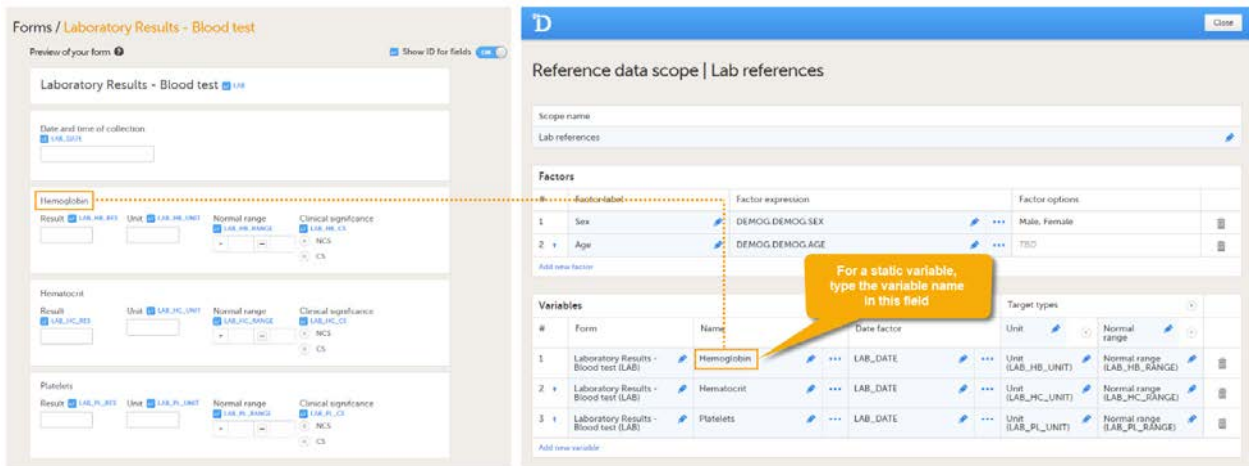 Forms / Laboratory Results - Blood test
Preview of your form
Show ID for fields ON
Laboratory Results - Blood test LAB
Date and time of collection
LAB_DATE
Hemoglobin
Result LAB_HB_RES Unit LAB_HB_UNIT Normal range Clinical signifcance
LAB_HB_RANGE LAB_HB_CS
NCS
CS
Hematocrit
Result Unit LAB_HC_UNIT Normal range Clinical signifcance
LAB_HC_RES LAB_HC_RANGE LAB_HC_CS
NCS
CS
Platelets
Result LAB_PL_RES Unit LAB_PL_UNIT Normal range Clinical signifcance
LAB_PL_RANGE LAB_PL_CS
NCS
CS
D
Close
Reference data scope | Lab references
Scope name
Lab references
Factors
# Factor label Factor expression Factor options
1 Sex DEMOG.DEMOG.SEX Male, Female
2 Age DEMOG.DEMOG.AGE TBD
Add new factor
For a static variable,
type the variable name
in this field
Variables Target types
# Form Name Date factor Unit Normal
range
1 Laboratory Results - Hemoglobin LAB_DATE Unit Normal range
Blood test (LAB) (LAB_HB_UNIT) (LAB_HB_RANGE)
2 Laboratory Results - Hematocrit LAB_DATE Unit Normal range
Blood test (LAB) (LAB_HC_UNIT) (LAB_HC_RANGE)
3 Laboratory Results - Platelets LAB_DATE Unit Normal range
Blood test (LAB) (LAB_PL_UNIT) (LAB_PL_RANGE)
Add new variable